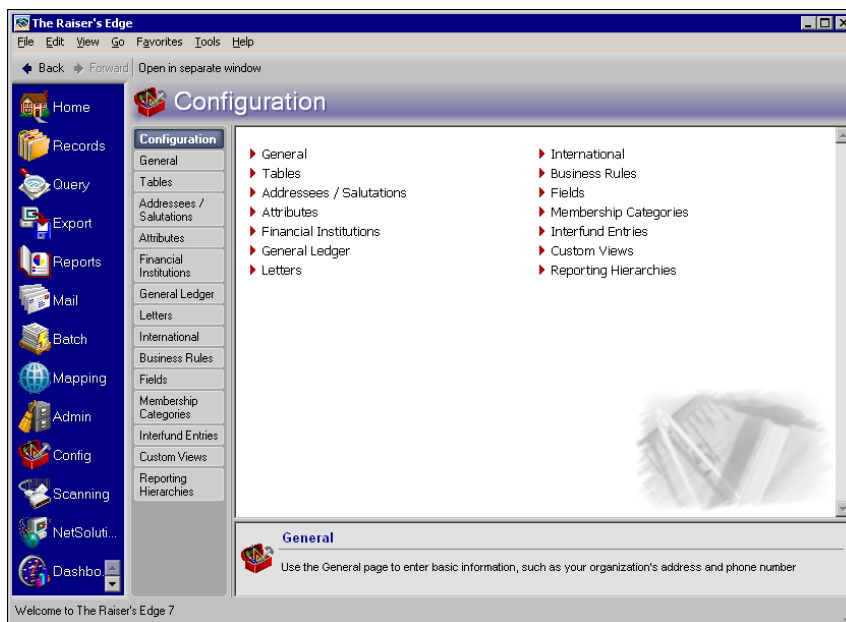 The Raiser's Edge
File Edit View Go Favorites Tools Help
Back Forward Open in separate window
Configuration
Home
Records
Query
Export
Reports
Mail
Batch
Mapping
Admin
Config
Scanning
NetSoluti...
Dashbo...
Configuration
General
Tables
Addressees /
Salutations
Attributes
Financial
Institutions
General Ledger
Letters
International
Business Rules
Fields
Membership
Categories
Interfund Entries
Custom Views
Reporting
Hierarchies
General
Tables
Addressees / Salutations
Attributes
Financial Institutions
General Ledger
Letters
International
Business Rules
Fields
Membership Categories
Interfund Entries
Custom Views
Reporting Hierarchies
General
Use the General page to enter basic information, such as your organization's address and phone number
Welcome to The Raiser's Edge 7